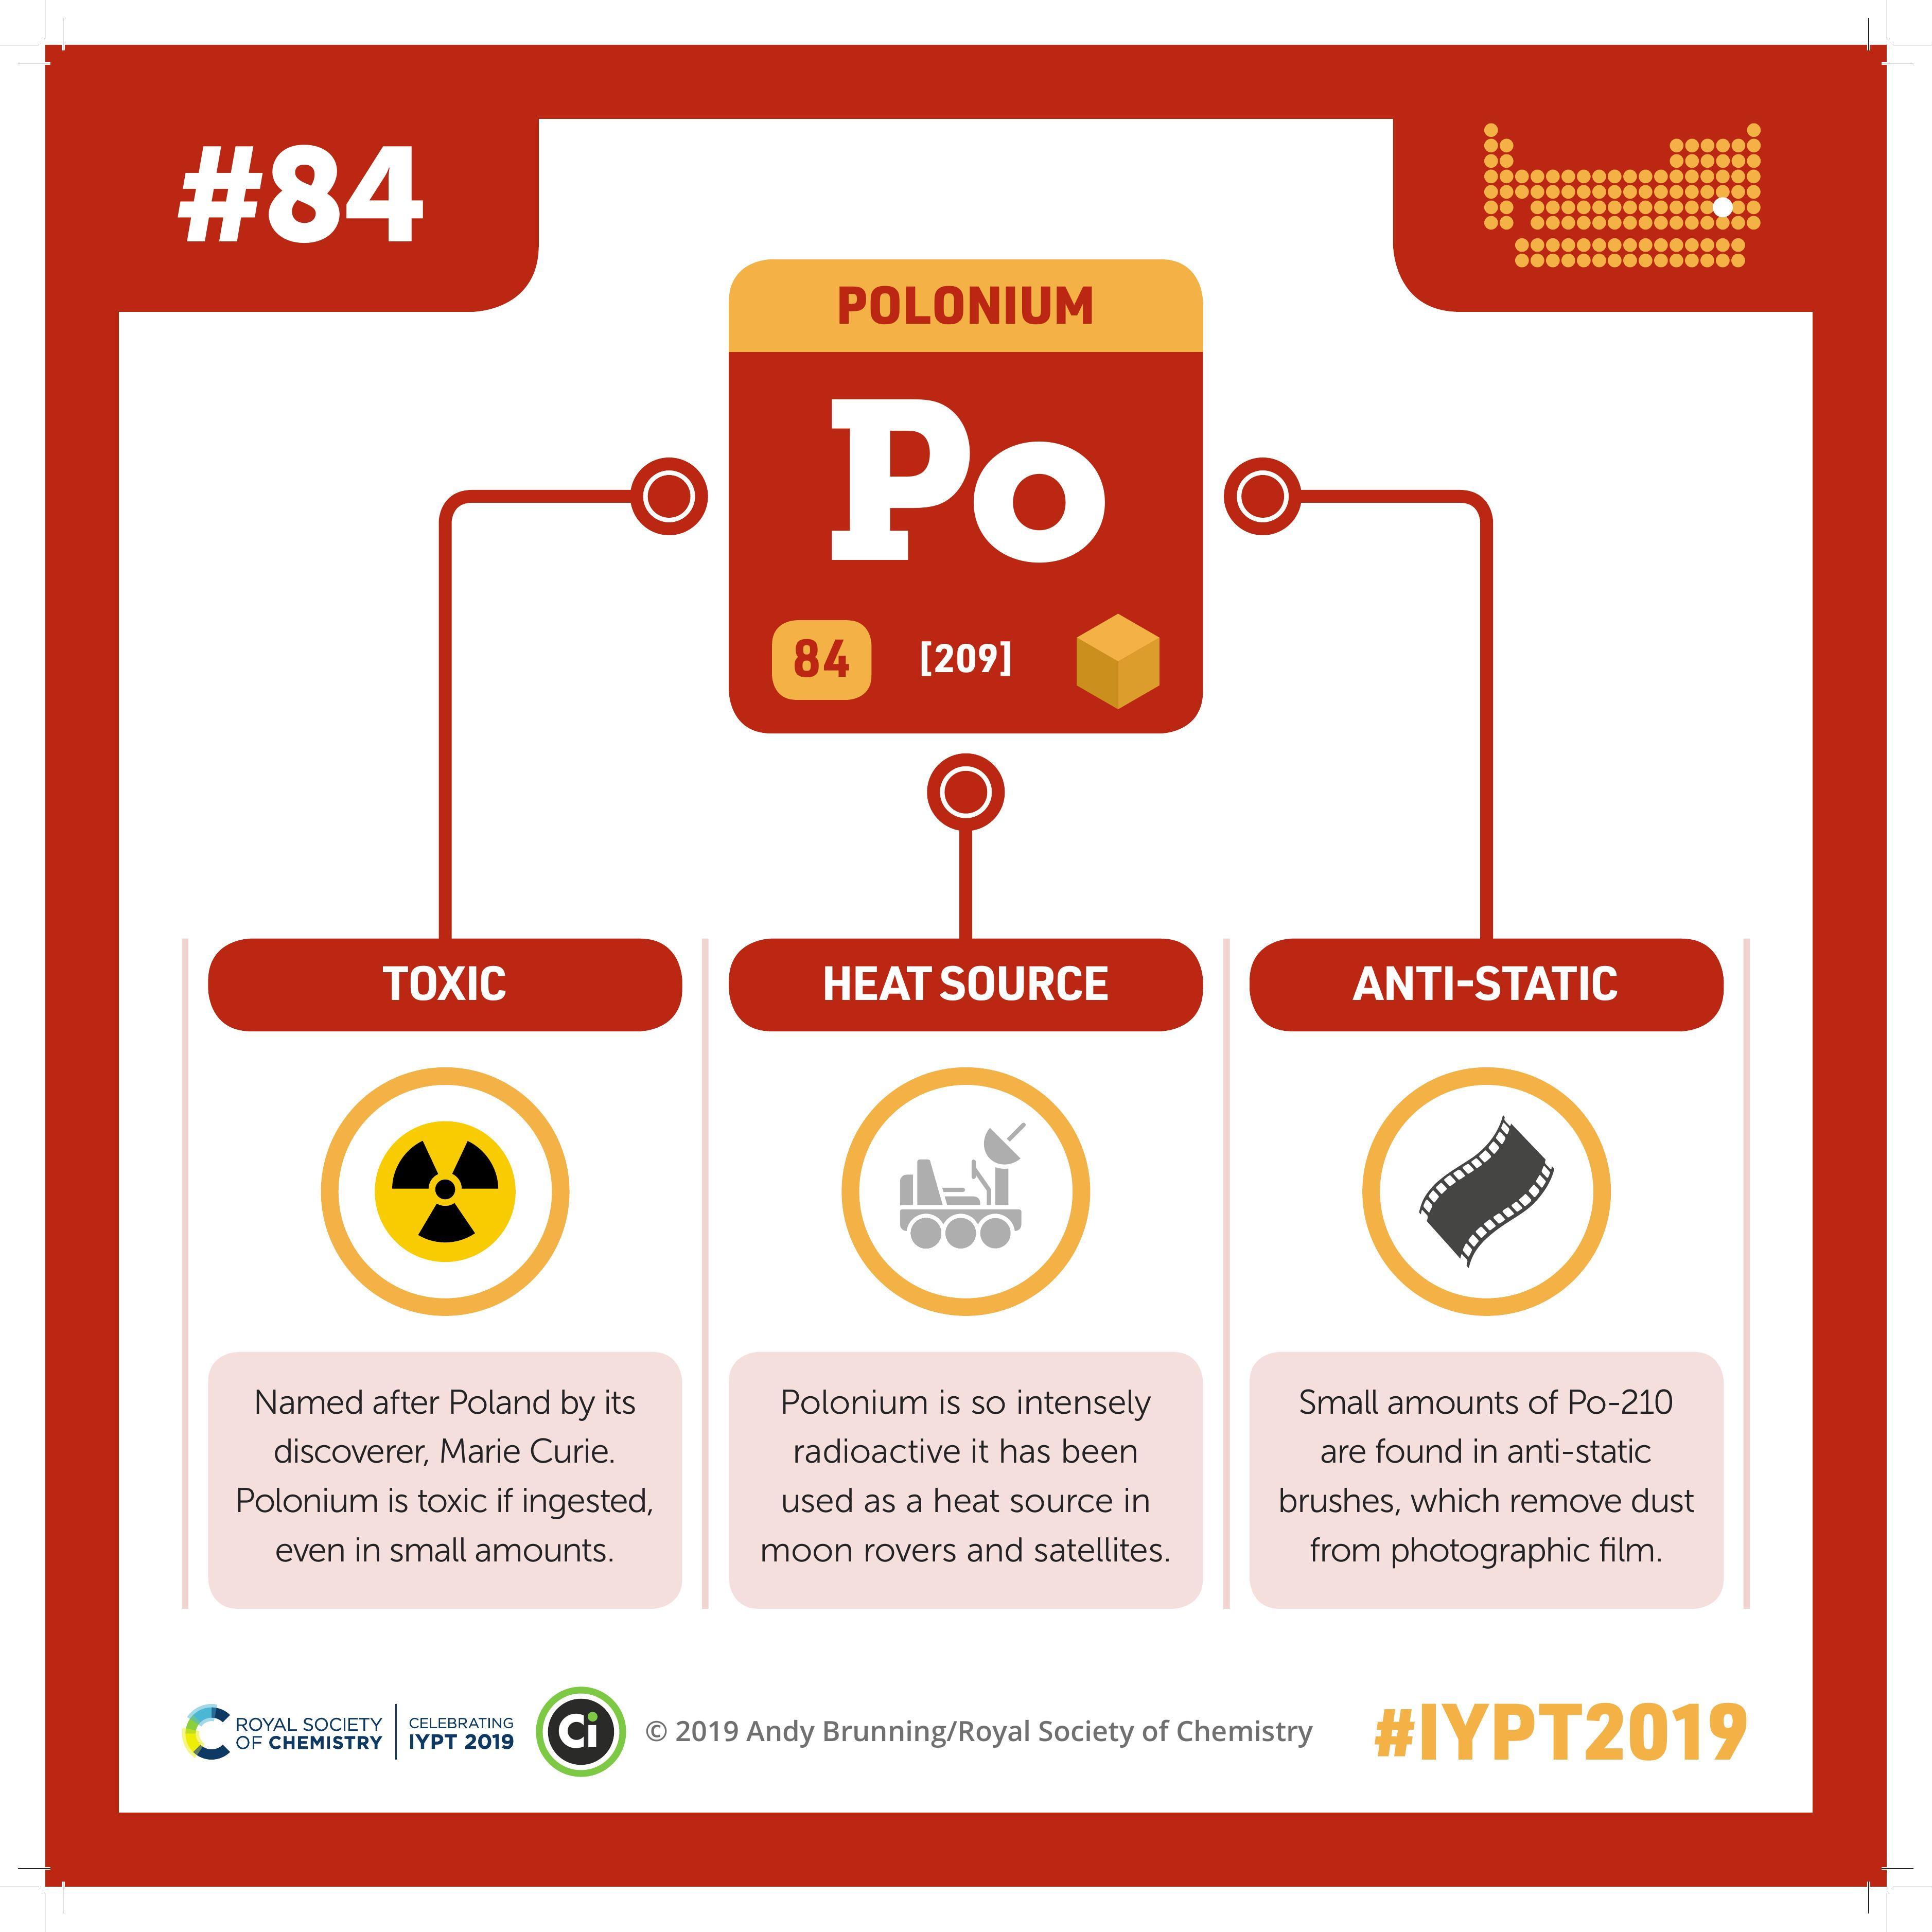 #84
POLONIUM
Po
84
[209]
TOXIC
HEAT SOURCE
ANTI-STATIC
Named after Poland by its
discoverer, Marie Curie.
Polonium is toxic if ingested,
even in small amounts.
Polonium is so intensely
radioactive it has been
used as a heat source in
moon rovers and satellites.
Small amounts of Po-210
are found in anti-static
brushes, which remove dust
from photographic film.
ROYAL SOCIETY
OF CHEMISTRY
CELEBRATING
IYPT 2019
Ci
© 2019 Andy Brunning/Royal Society of Chemistry
#IYPT2019